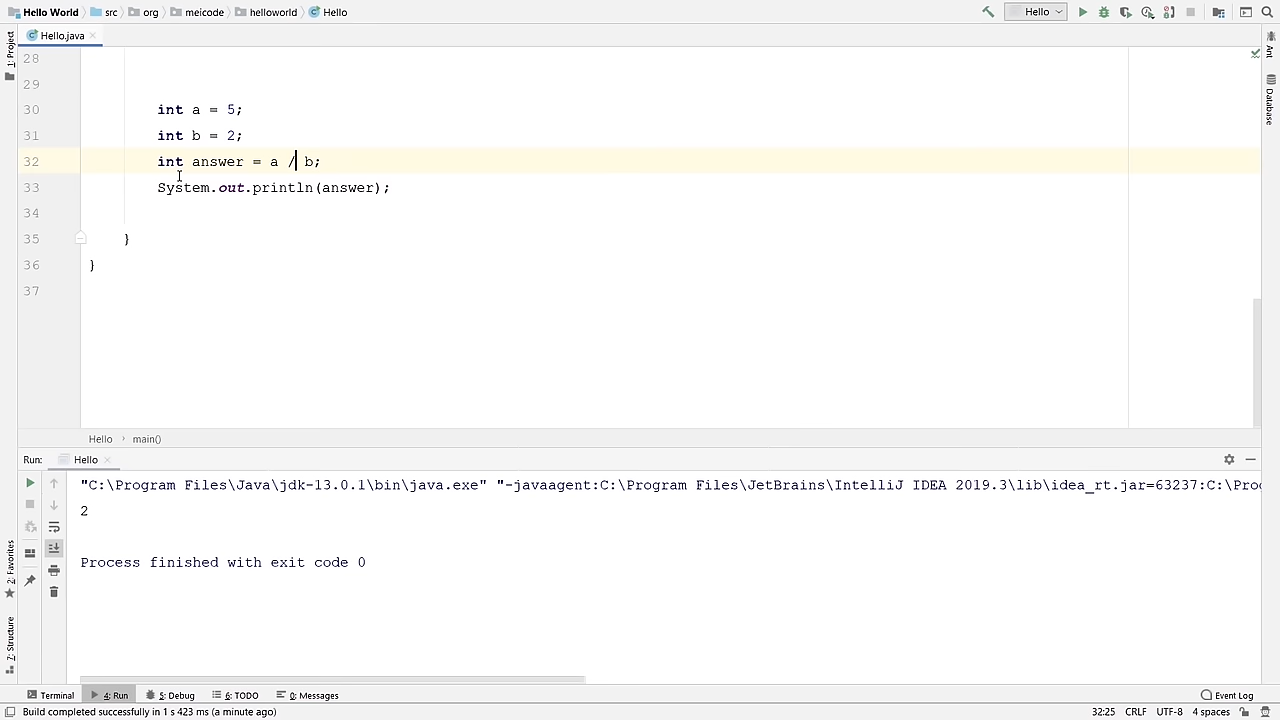 Hello World src org meicode helloworld Hello Hello
Hello.java
1: Project
Ant
Database
28
29
30 int a = 5;
31 int b = 2;
32 int answer = a / b;
33 System.out.println(answer);
34
35 }
36 }
37
Hello › main()
Run: Hello
"C:\Program Files\Java\jdk-13.0.1\bin\java.exe" "-javaagent:C:\Program Files\JetBrains\IntelliJ IDEA 2019.3\lib\idea_rt.jar=63237:C:\Pro
2
Process finished with exit code 0
2: Favorites
7: Structure
Terminal 4: Run 5: Debug 6: TODO 0: Messages Event Log
Build completed successfully in 1 s 423 ms (a minute ago) 32:25 CRLF UTF-8 4 spaces